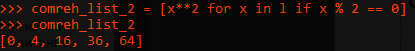 >>> comreh_list_2 = [x**2 for x in l if x % 2 == 0]
>>> comreh_list_2
[0, 4, 16, 36, 64]